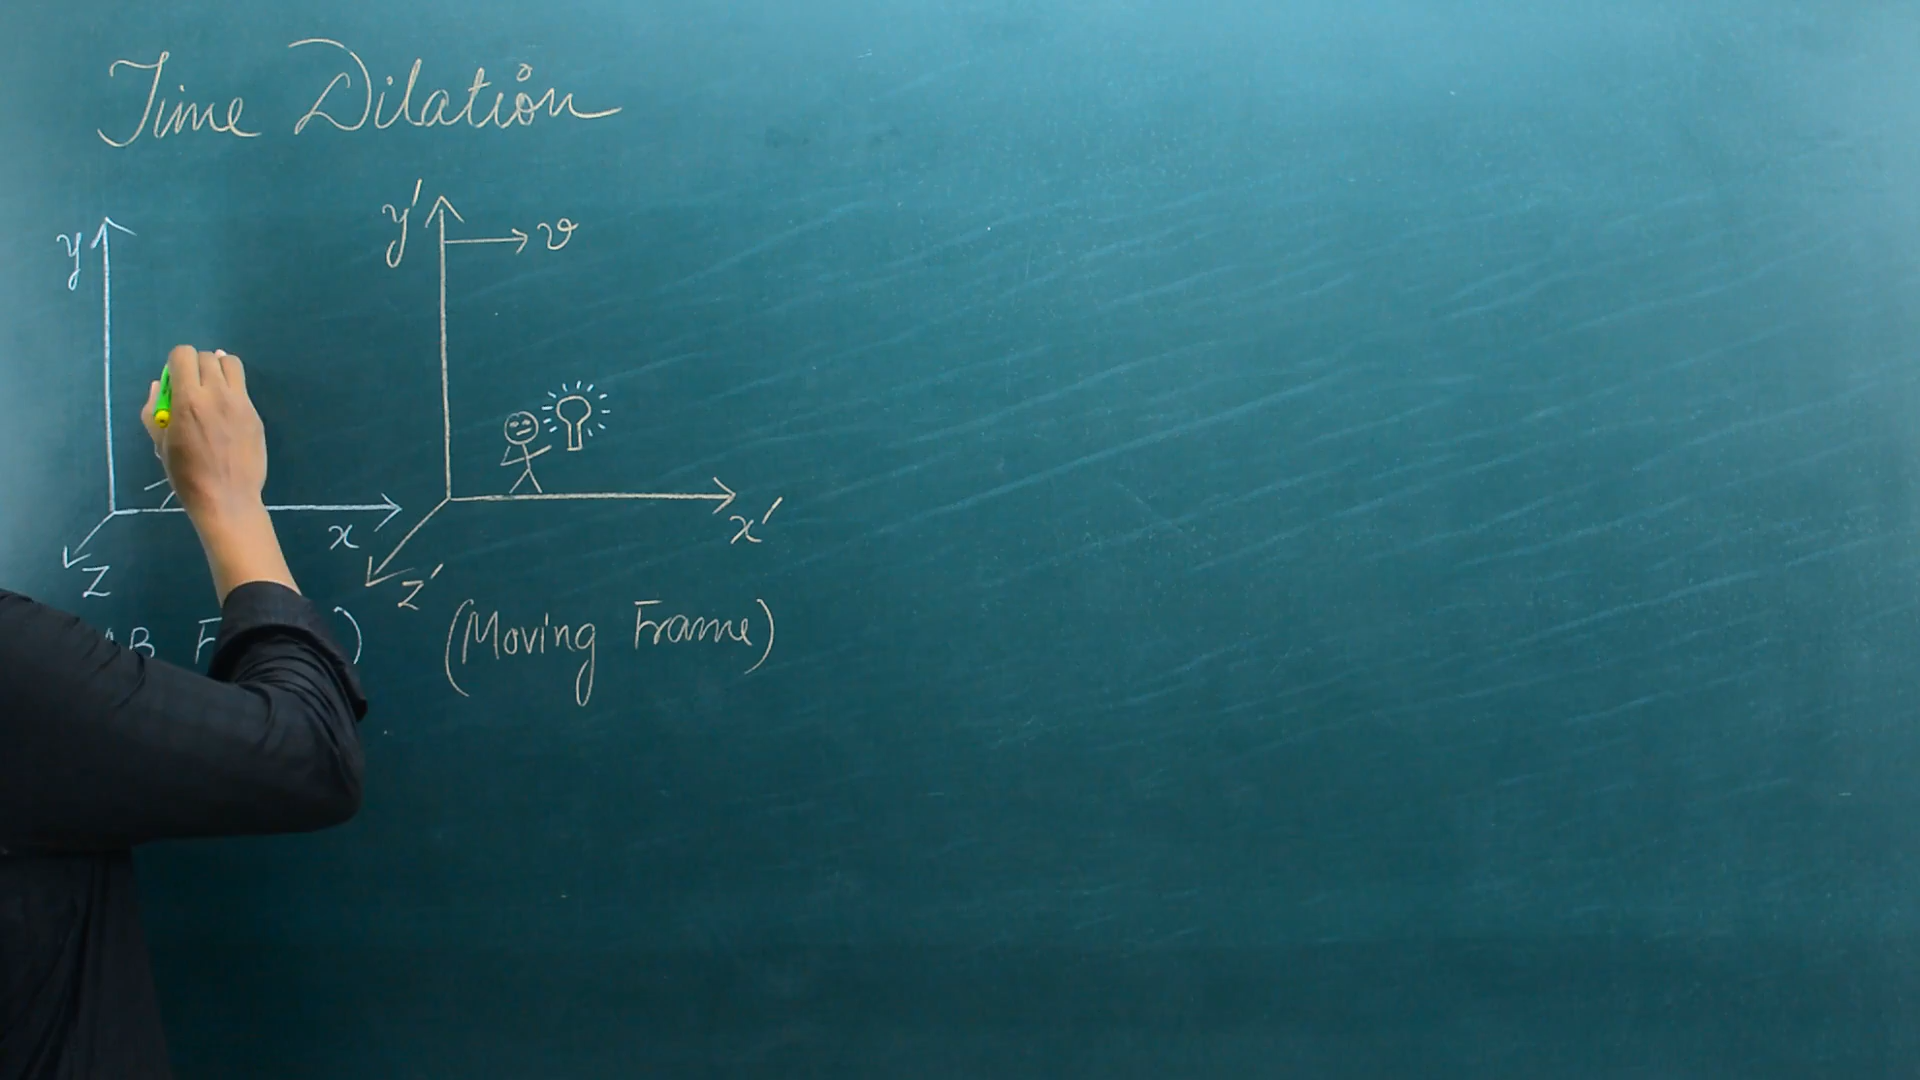 Time Dilation
y
y'
v
x
x'
z
z'
(Moving Frame)